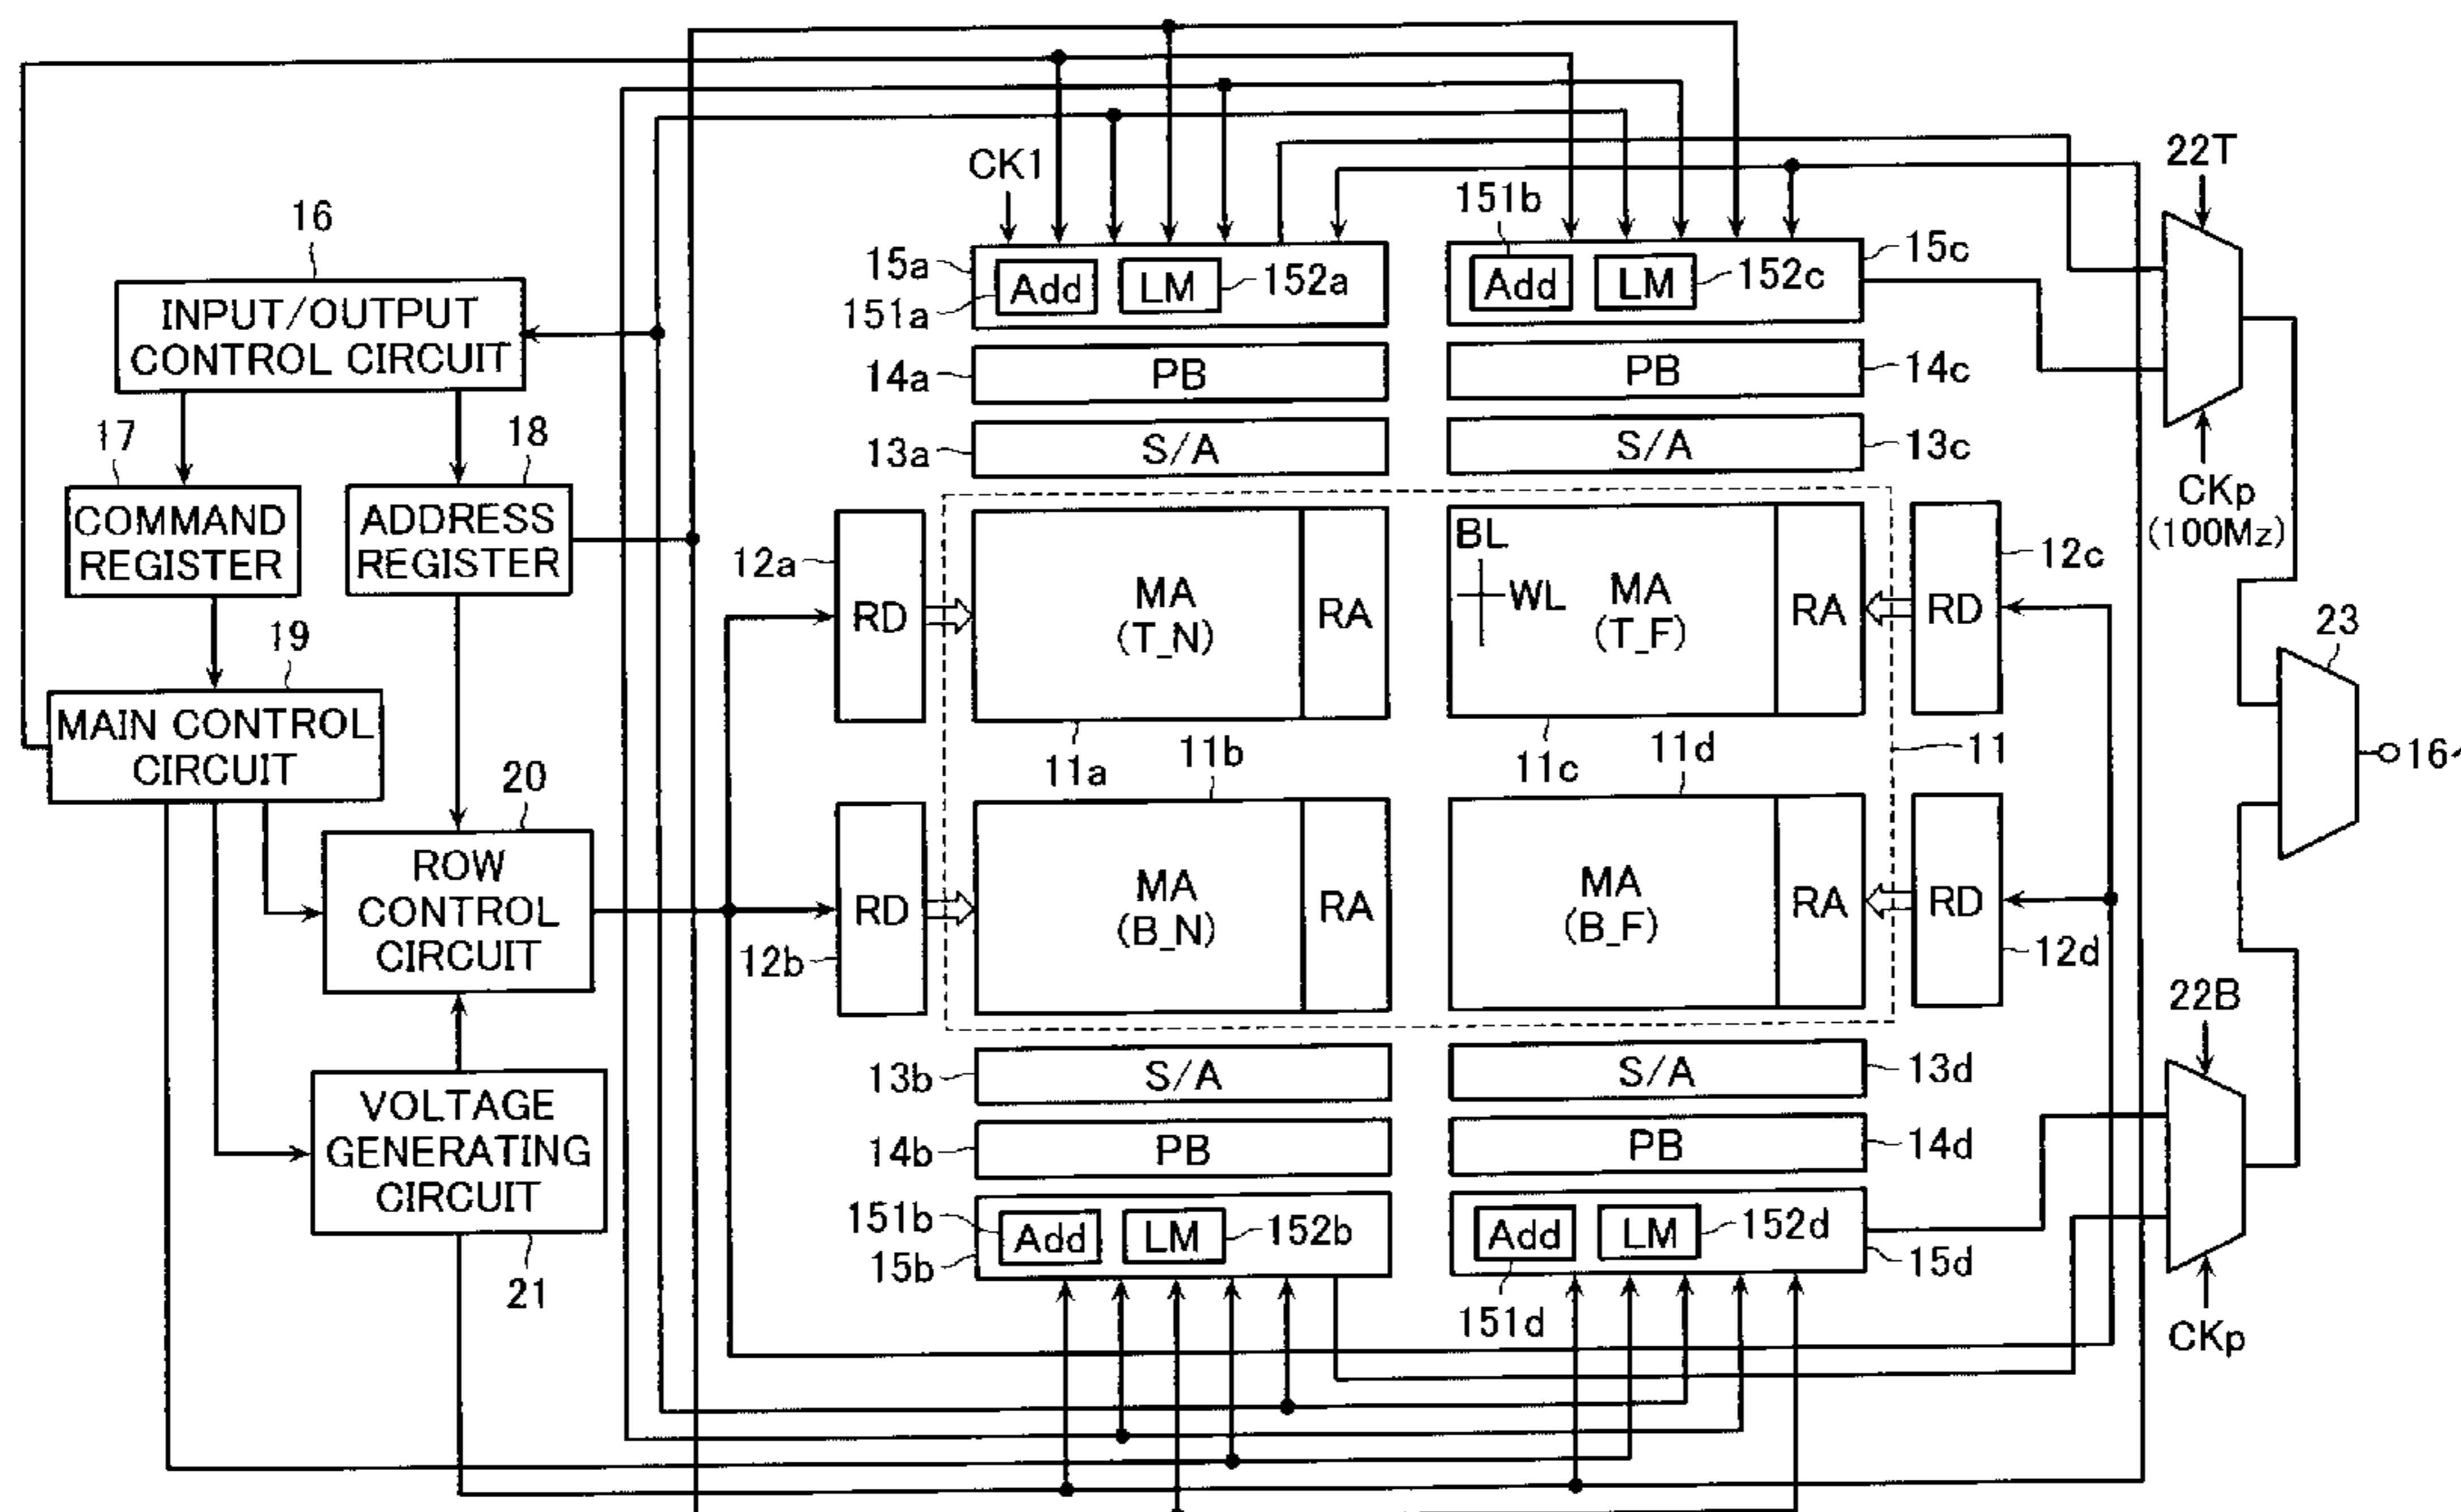 22T
CK1
151b
16
15a
Add
LM
152a
151a
Add
LM
152c
15c
INPUT/OUTPUT
CONTROL CIRCUIT
14a
PB
PB
14c
17
18
13a
S/A
S/A
13c
CKp
(100Mz)
COMMAND
REGISTER
ADDRESS
REGISTER
12a
RD
MA
(T_N)
RA
BL
WL
MA
(T_F)
RA
RD
12c
19
23
MAIN CONTROL
CIRCUIT
11a
11b
11c
11d
11
16
20
ROW
CONTROL
CIRCUIT
RD
12b
MA
(B_N)
RA
MA
(B_F)
RA
RD
12d
22B
13b
S/A
S/A
13d
VOLTAGE
GENERATING
CIRCUIT
14b
PB
PB
14d
151b
Add
LM
152b
15b
Add
LM
152d
15d
21
151d
CKp